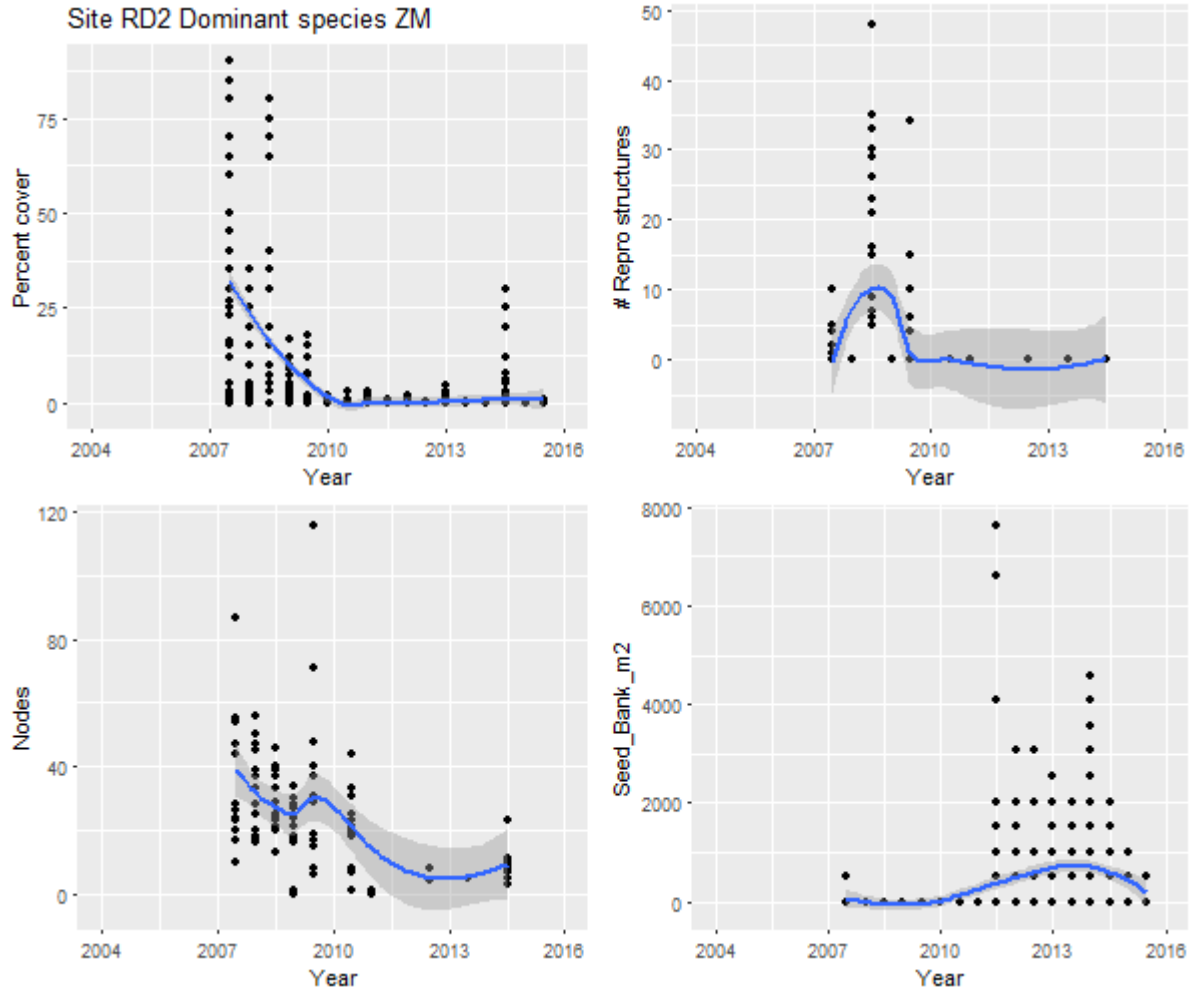 Site RD2 Dominant species ZM
Percent cover
75
50
25
0
2004 2007 2010 2013 2016
Year
# Repro structures
50
40
30
20
10
0
2004 2007 2010 2013 2016
Year
Nodes
120
80
40
0
2004 2007 2010 2013 2016
Year
Seed_Bank_m2
8000
6000
4000
2000
0
2004 2007 2010 2013 2016
Year